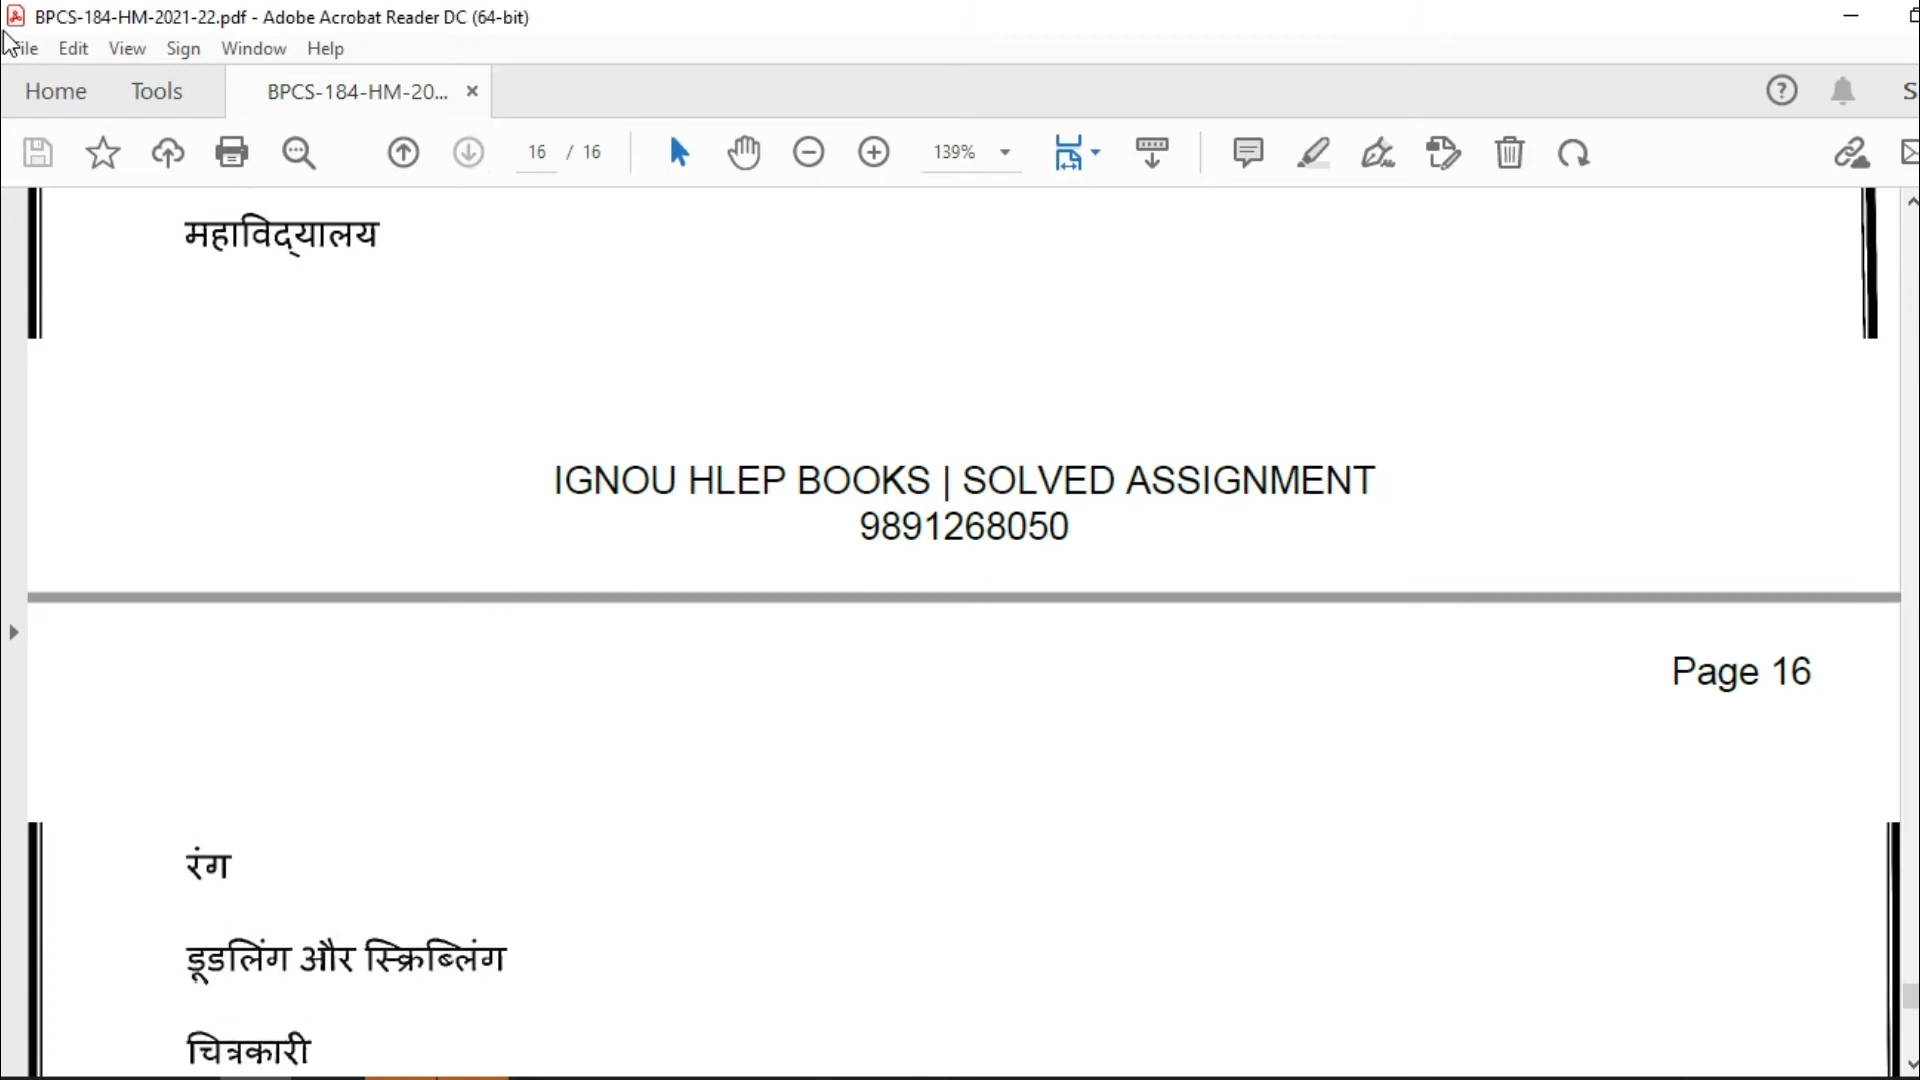 BPCS-184-HM-2021-22.pdf - Adobe Acrobat Reader DC (64-bit)
File Edit View Sign Window Help
Home Tools BPCS-184-HM-20... ×
16 / 16 139%
महाविद्यालय
IGNOU HLEP BOOKS | SOLVED ASSIGNMENT
9891268050
Page 16
रंग
डूडलिंग और स्क्रिब्लिंग
चित्रकारी